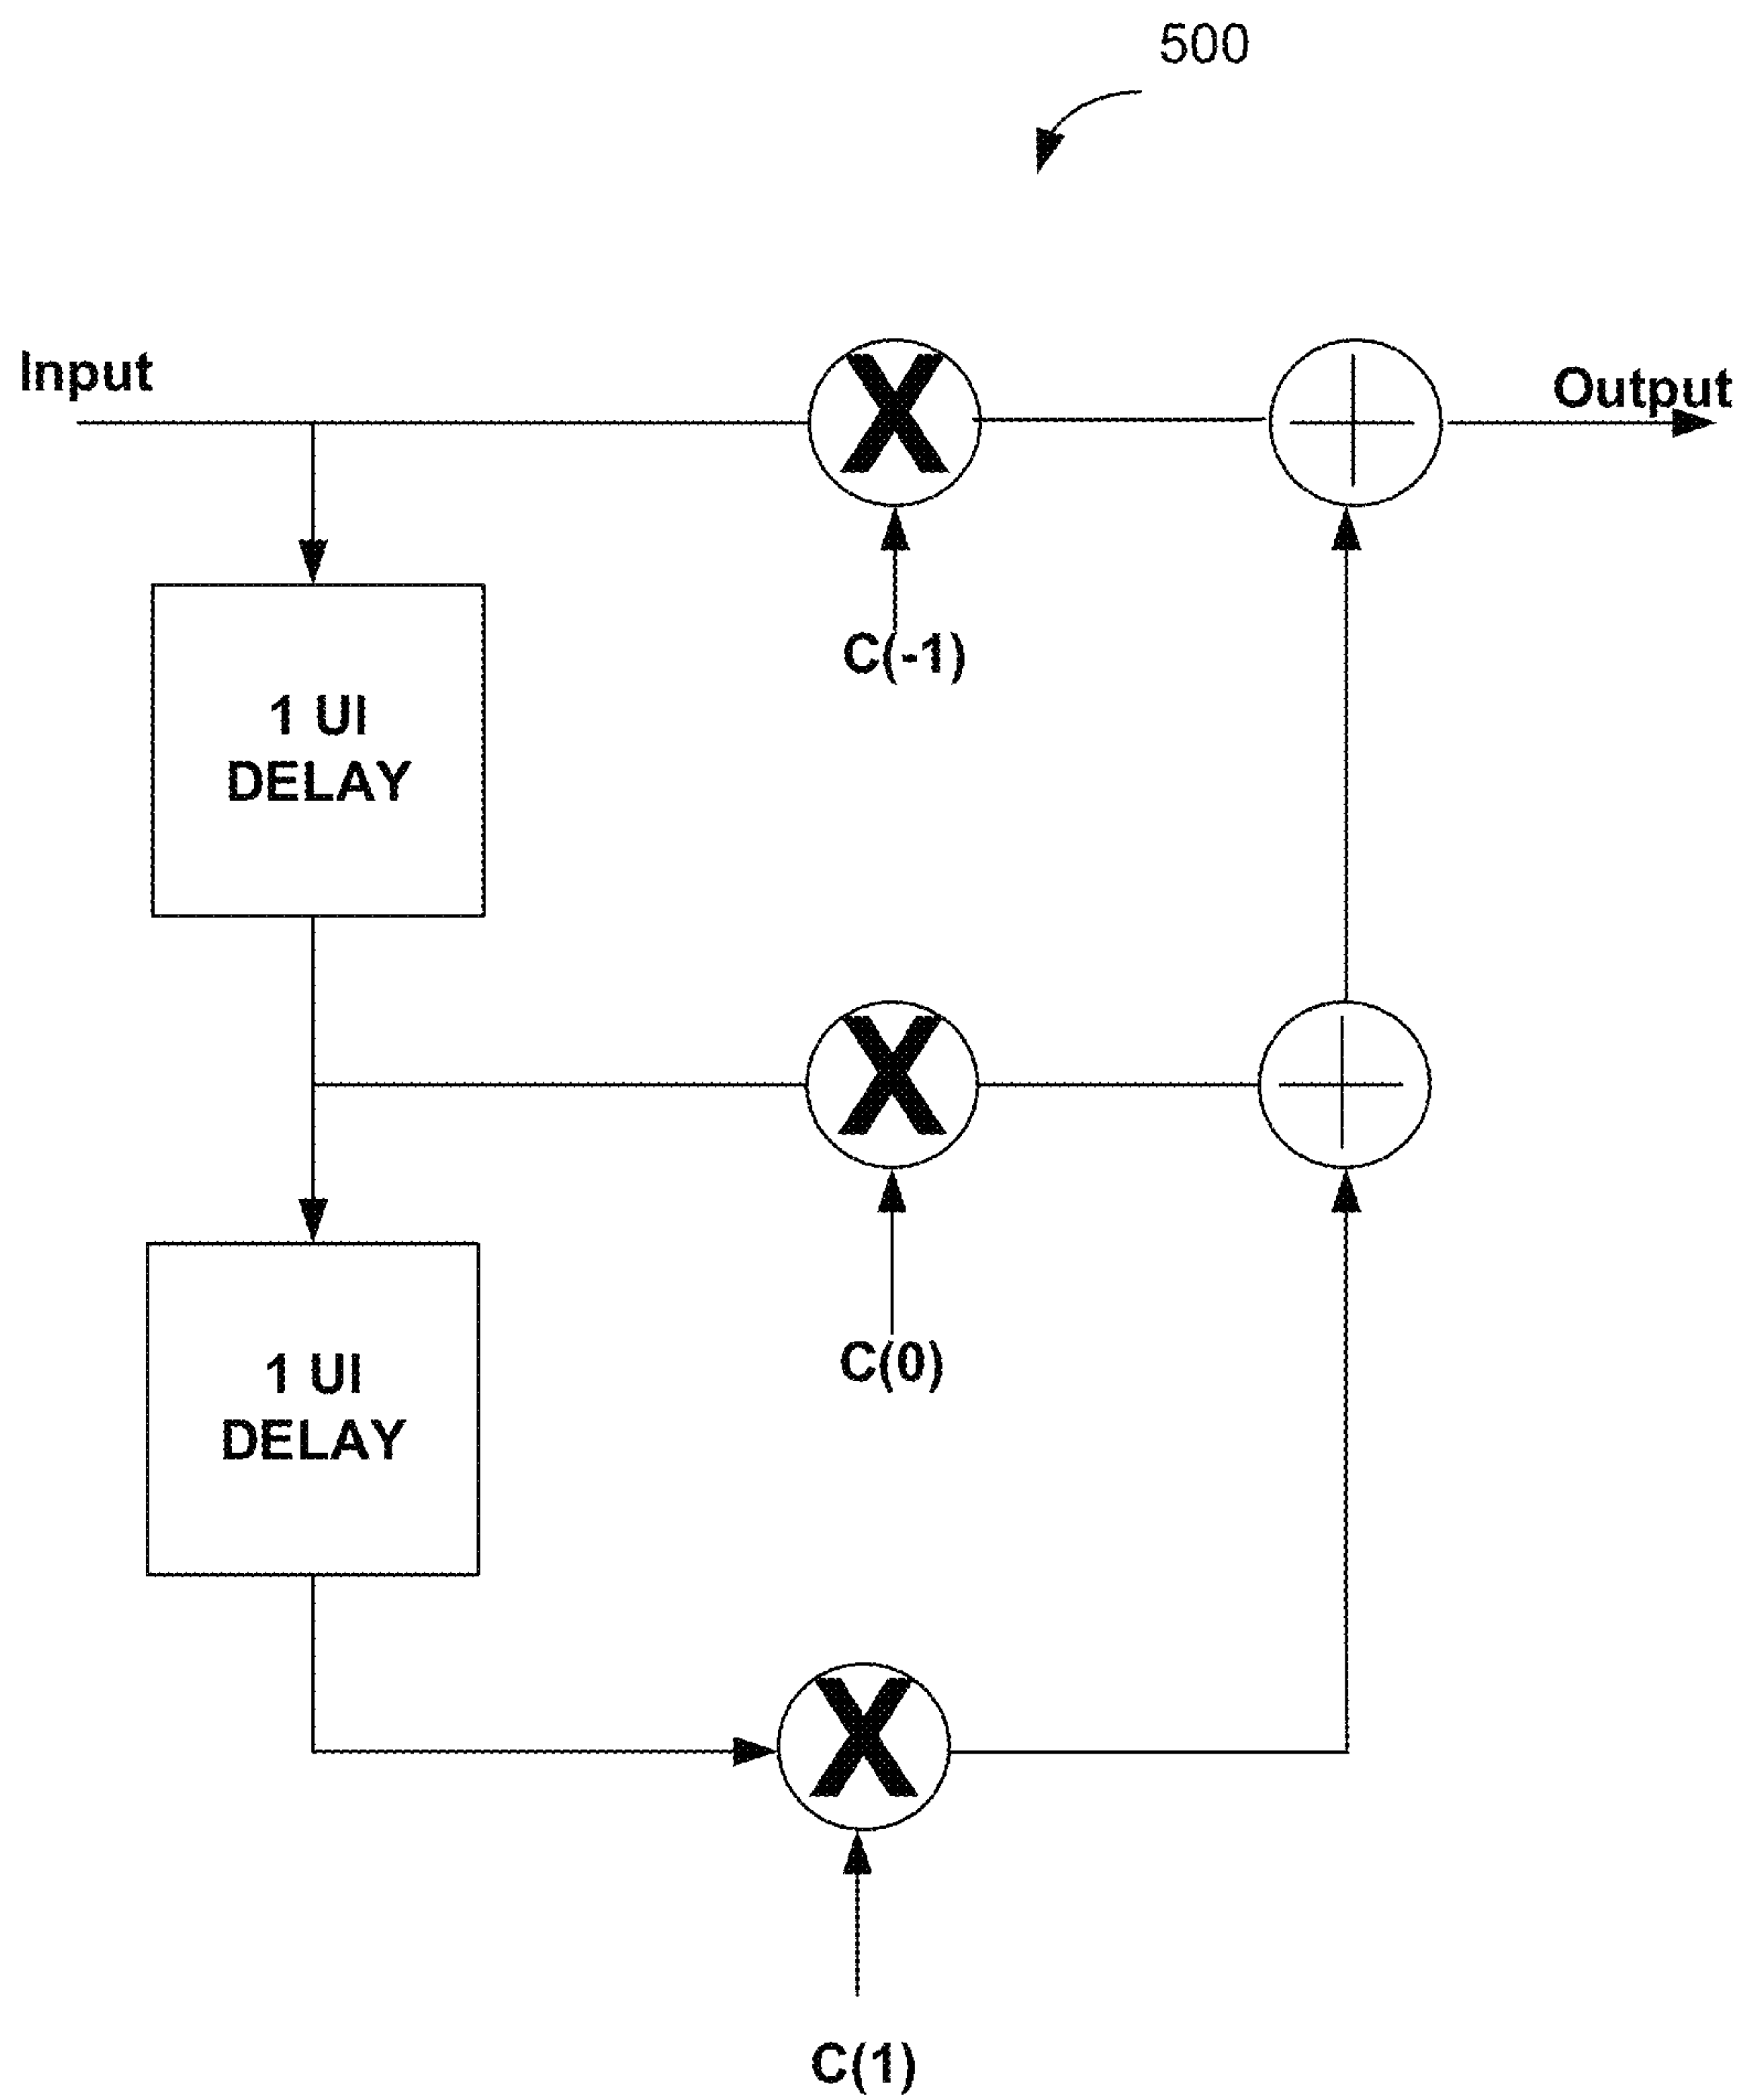 500
Input
Output
C(-1)
1 UI
DELAY
C(0)
1 UI
DELAY
C(1)